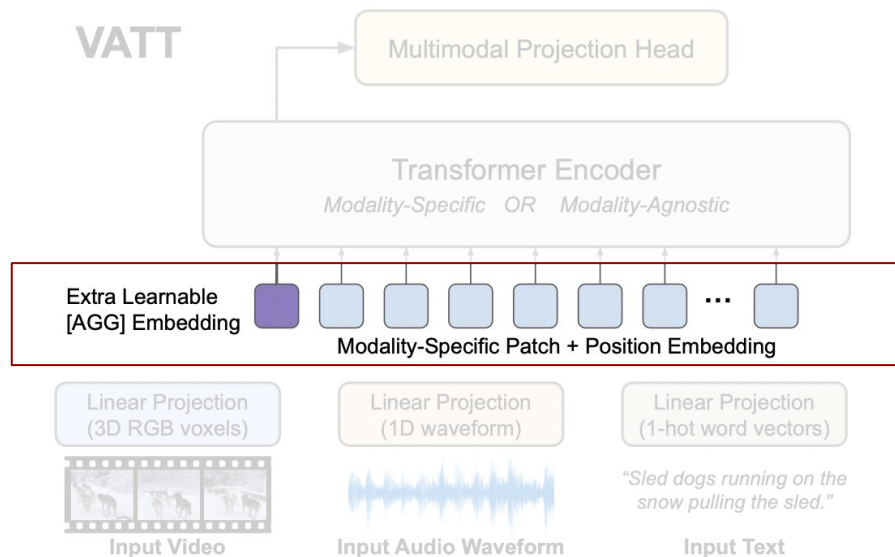 VATT
Multimodal Projection Head
Transformer Encoder
Modality-Specific OR Modality-Agnostic
Extra Learnable
[AGG] Embedding
...
Modality-Specific Patch + Position Embedding
Linear Projection
(3D RGB voxels)
Linear Projection
(1D waveform)
Linear Projection
(1-hot word vectors)
“Sled dogs running on the
snow pulling the sled.”
Input Video
Input Audio Waveform
Input Text